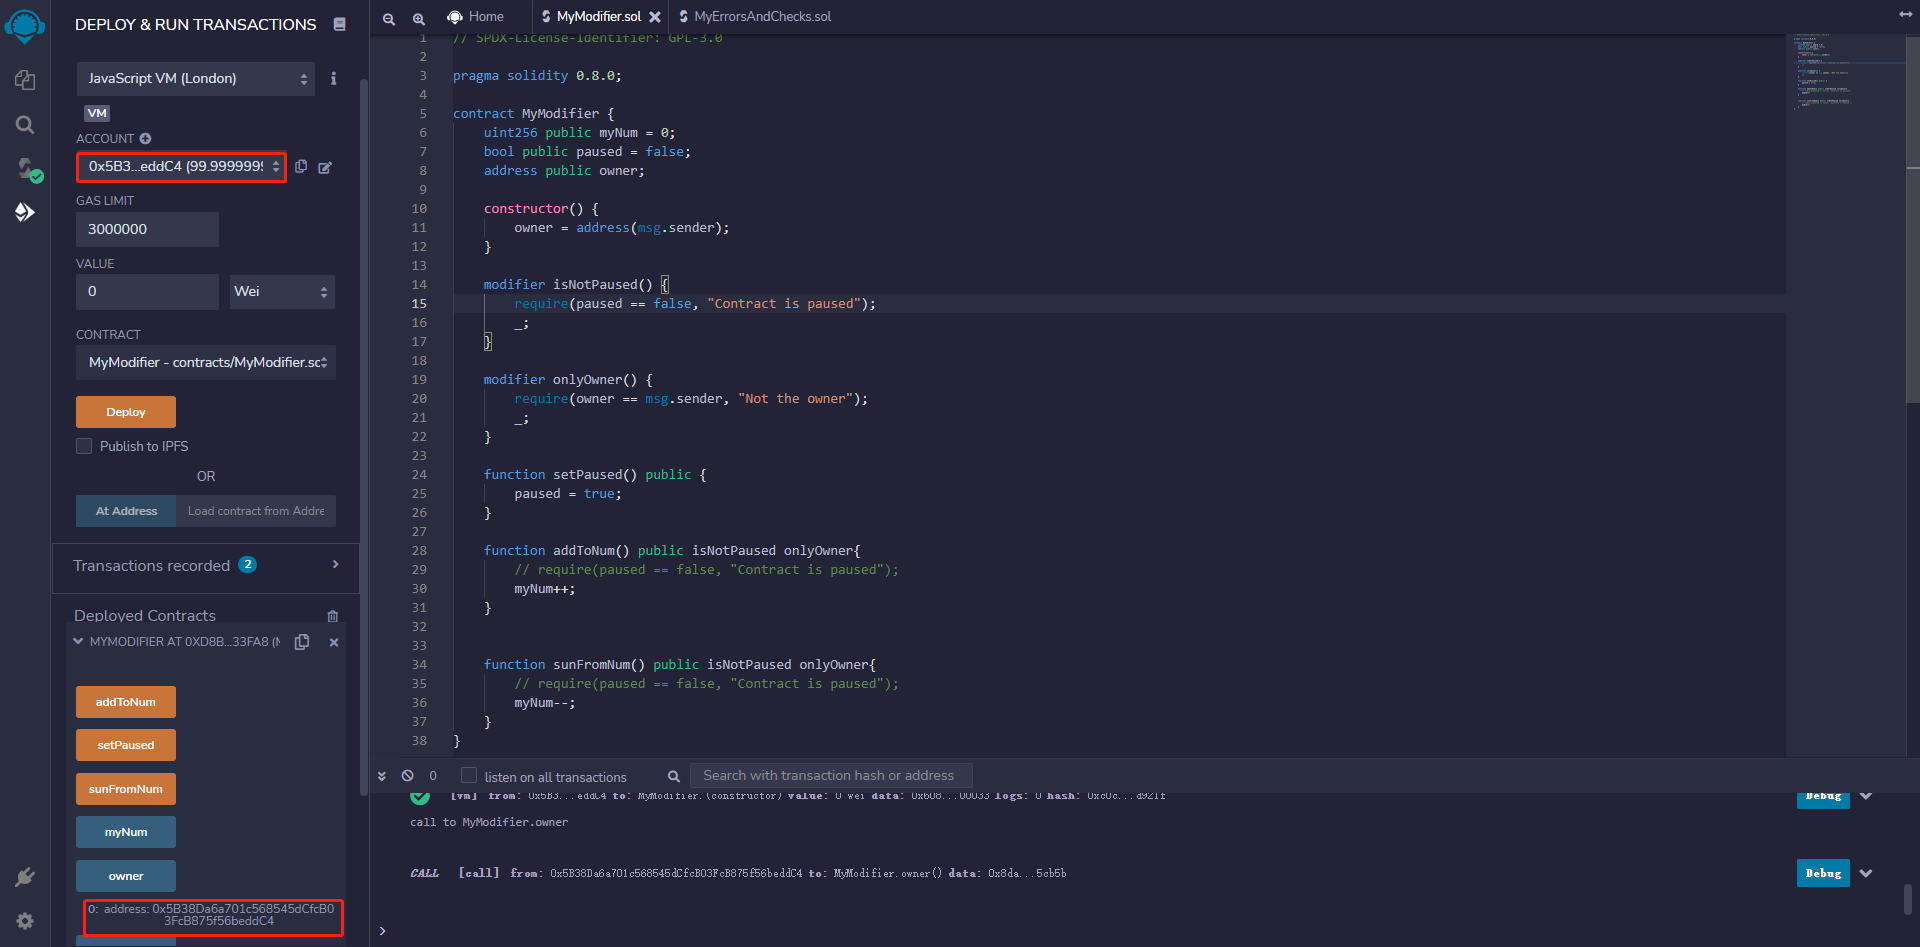 DEPLOY & RUN TRANSACTIONS
JavaScript VM (London)
VM
ACCOUNT
0x5B3...eddC4 (99.9999999
GAS LIMIT
3000000
VALUE
0
Wei
CONTRACT
MyModifier - contracts/MyModifier.sc
Deploy
Publish to IPFS
OR
At Address
Load contract from Addre
Transactions recorded 2
Deployed Contracts
MYMODIFIER AT 0XD8B...33FA8 (M
addToNum
setPaused
sunFromNum
myNum
owner
0: address: 0x5B38Da6a701c568545dCfcB0
3FcB875f56beddC4
Home
MyModifier.sol
MyErrorsAndChecks.sol
1 // SPDX-License-Identifier: GPL-3.0
2
3 pragma solidity 0.8.0;
4
5 contract MyModifier {
6 uint256 public myNum = 0;
7 bool public paused = false;
8 address public owner;
9
10 constructor() {
11 owner = address(msg.sender);
12 }
13
14 modifier isNotPaused() {
15 require(paused == false, "Contract is paused");
16 _;
17 }
18
19 modifier onlyOwner() {
20 require(owner == msg.sender, "Not the owner");
21 _;
22 }
23
24 function setPaused() public {
25 paused = true;
26 }
27
28 function addToNum() public isNotPaused onlyOwner{
29 // require(paused == false, "Contract is paused");
30 myNum++;
31 }
32
33
34 function sunFromNum() public isNotPaused onlyOwner{
35 // require(paused == false, "Contract is paused");
36 myNum--;
37 }
38 }
0
listen on all transactions
Search with transaction hash or address
[vm] from: 0x5B3...eddC4 to: MyModifier.(constructor) value: 0 wei data: 0x608...00033 logs: 0 hash: 0xc0c...d921f
Debug
call to MyModifier.owner
CALL [call] from: 0x5B38Da6a701c568545dCfcB03FcB875f56beddC4 to: MyModifier.owner() data: 0x8da...5cb5b
Debug
>